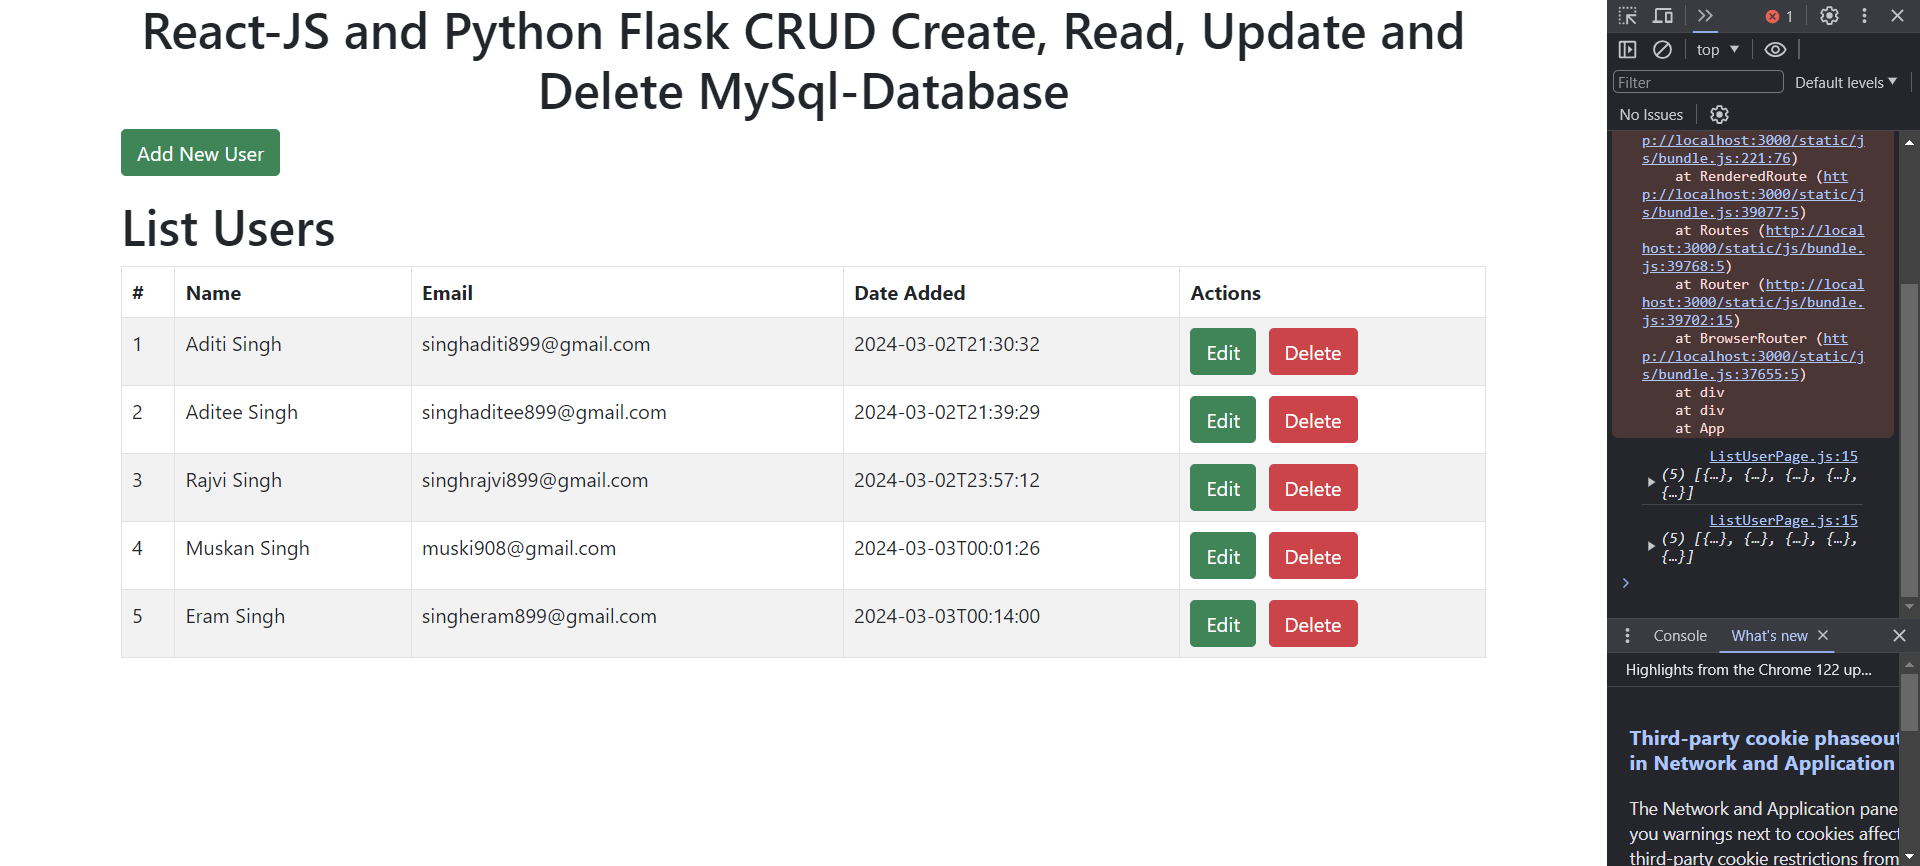 React-JS and Python Flask CRUD Create, Read, Update and
Delete MySql-Database
Add New User
List Users
# Name Email Date Added Actions
1 Aditi Singh singhaditi899@gmail.com 2024-03-02T21:30:32 Edit Delete
2 Aditee Singh singhaditee899@gmail.com 2024-03-02T21:39:29 Edit Delete
3 Rajvi Singh singhrajvi899@gmail.com 2024-03-02T23:57:12 Edit Delete
4 Muskan Singh muski908@gmail.com 2024-03-03T00:01:26 Edit Delete
5 Eram Singh singheram899@gmail.com 2024-03-03T00:14:00 Edit Delete
1
top
Filter
Default levels
No Issues
p://localhost:3000/static/j
s/bundle.js:221:76)
at RenderedRoute (htt
p://localhost:3000/static/j
s/bundle.js:39077:5)
at Routes (http://local
host:3000/static/js/bundle.
js:39768:5)
at Router (http://local
host:3000/static/js/bundle.
js:39702:15)
at BrowserRouter (htt
p://localhost:3000/static/j
s/bundle.js:37655:5)
at div
at div
at App
ListUserPage.js:15
(5) [{…}, {…}, {…}, {…},
{…}]
ListUserPage.js:15
(5) [{…}, {…}, {…}, {…},
{…}]
Console What's new
Highlights from the Chrome 122 up...
Third-party cookie phaseout
in Network and Application
The Network and Application pane
you warnings next to cookies affect
third-party cookie restrictions from